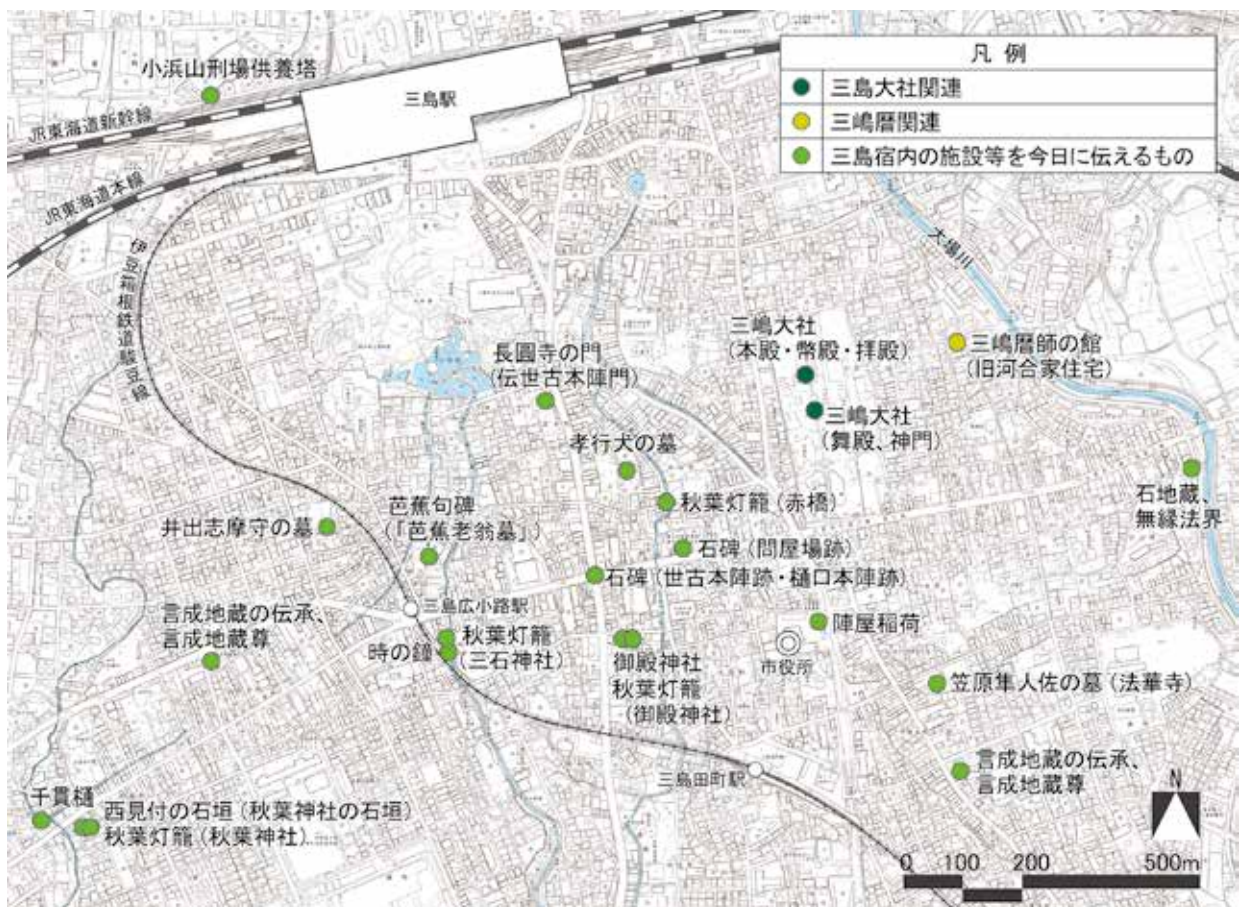 小浜山刑場供養塔
三島駅
JR東海道新幹線
JR東海道本線
伊豆箱根鉄道駿豆線
凡 例
三島大社関連
三嶋暦関連
三島宿内の施設等を今日に伝えるもの
大場川
三嶋大社
(本殿・幣殿・拝殿)
三嶋暦師の館
(旧河合家住宅)
長圓寺の門
(伝世古本陣門)
三嶋大社
(舞殿、神門)
孝行犬の墓
石地蔵、
無縁法界
秋葉灯籠(赤橋)
芭蕉句碑
(「芭蕉老翁墓」)
井出志摩守の墓
石碑(問屋場跡)
石碑(世古本陣跡・樋口本陣跡)
三島広小路駅
言成地蔵の伝承、
言成地蔵尊
時の鐘
秋葉灯籠
(三石神社)
御殿神社
秋葉灯籠
(御殿神社)
陣屋稲荷
市役所
笠原隼人佐の墓(法華寺)
三島田町駅
言成地蔵の伝承、
言成地蔵尊
千貫樋
西見付の石垣(秋葉神社の石垣)
秋葉灯籠(秋葉神社)
N
0 100 200 500m